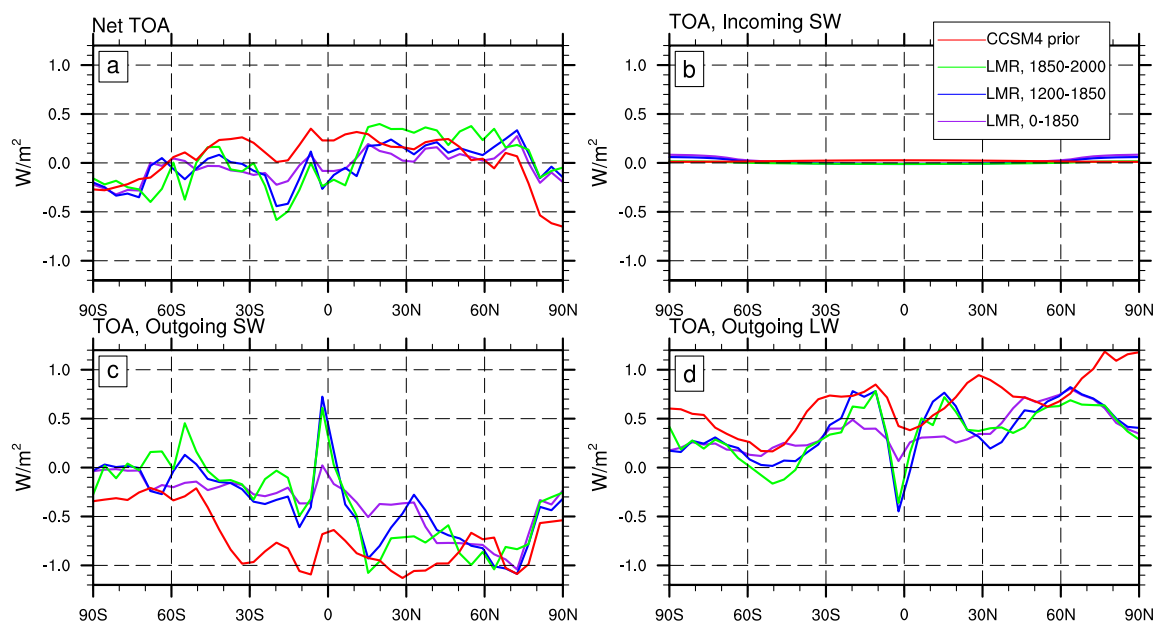 Net TOA
TOA, Incoming SW
a
b
CCSM4 prior
LMR, 1850-2000
LMR, 1200-1850
LMR, 0-1850
1.0
0.5
0.0
-0.5
-1.0
W/m²
1.0
0.5
0.0
-0.5
-1.0
W/m²
90S 60S 30S 0 30N 60N 90N
90S 60S 30S 0 30N 60N 90N
TOA, Outgoing SW
TOA, Outgoing LW
c
d
1.0
0.5
0.0
-0.5
-1.0
W/m²
1.0
0.5
0.0
-0.5
-1.0
W/m²
90S 60S 30S 0 30N 60N 90N
90S 60S 30S 0 30N 60N 90N